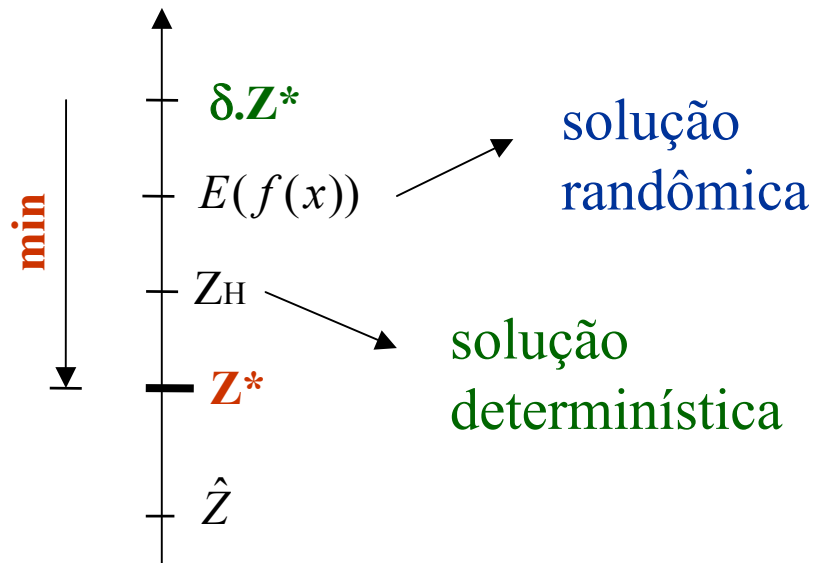 δ.Z*
solução
randômica
E(f(x))
min
ZH
solução
determinística
Z*
Ẑ